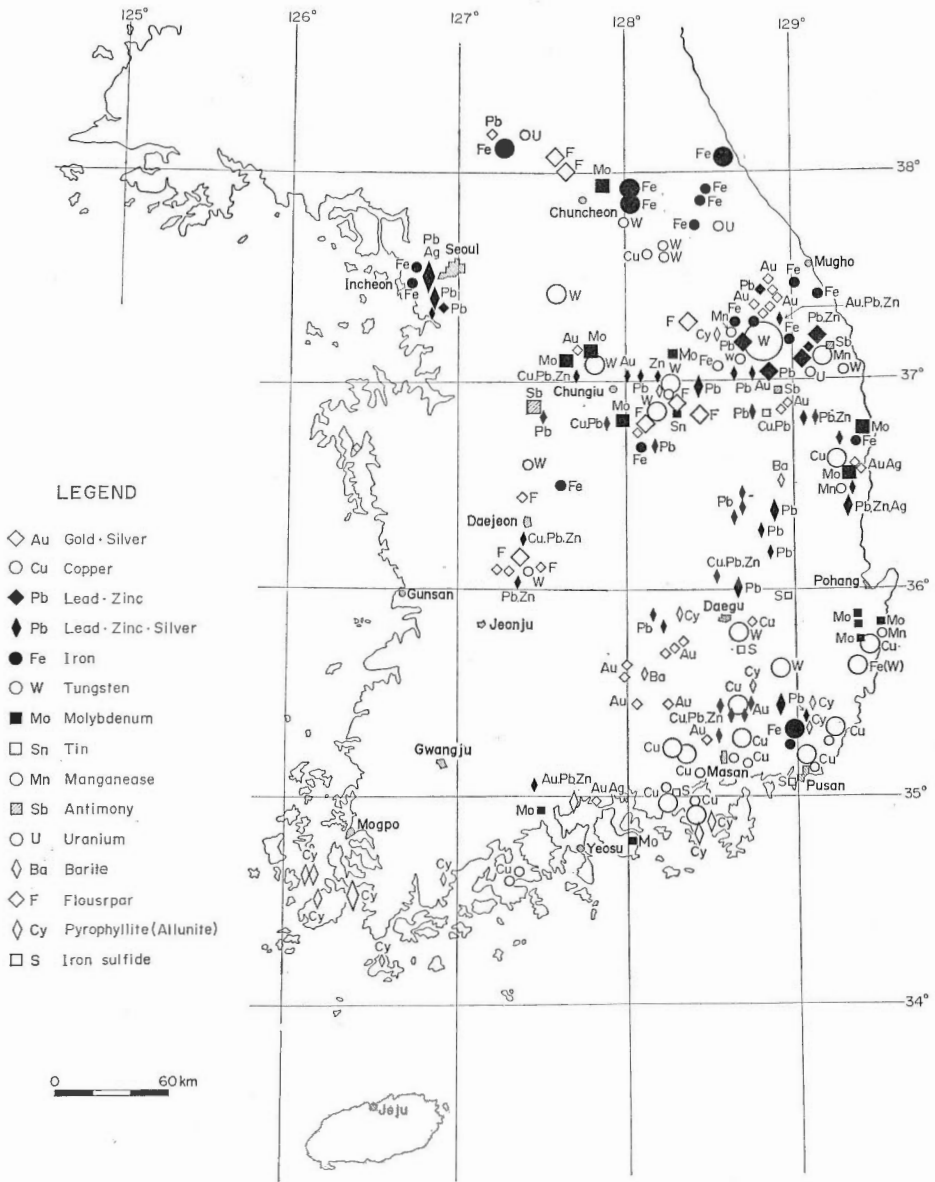 125°
126°
127°
128°
129°
Pb
U
Fe
F
F
Mo
Fe
38°
Fe
Fe
Fe
Fe
Chuncheon
W
Fe
U
W
Cu
W
Pb
Ag
Seoul
Fe
Incheon
Fe
Pb
Pb
W
Mugho
Au
Fe
Pb
Fe
Au
Au
Au,Pb,Zn
F
Mn
Fe
Pb,Zn
Cy
Fe
Pb
W
Sb
Au
Mo
Mo
W
Mo
Fe
W
Mn
Cu,Pb,Zn
Au
Zn
W
Pb
Pb
Pb
U
W
37°
Chungju
Pb
W
F
Au
Sb
Sb
Pb
Cu,Pb
Mo
F
Sn
F
Pb
Au
Cu,Pb
Pb,Zn
Mo
Fe
Pb
Fe
Cu
Au Ag
Mo
W
Fe
Ba
Mn
F
Pb
Pb
Pb,Zn,Ag
Daejeon
Cu,Pb,Zn
Pb
F
Pb
F
W
Pb,Zn
Cu,Pb,Zn
Pb
Pohang
36°
Gunsan
Jeonju
S
Pb
Cy
Daegu
Cu
W
S
Mo
Mo
Mo
Mn
Cu
Au
Au
Ba
W
Fe(W)
Au
Au
Cu
Cy
Pb
Cy
Au
Cu,Pb,Zn
Cy
Fe
Cu
Au
Cu
Cu
Gwangju
Cu
Masan
Cu
Cu
Pusan
S
Au,PbZn
Au Ag
Cu
S
Cu
35°
Mo
Mogpo
Cy
Cy
Yeosu
Mo
Cy
Cy
Cu
Cy
Cy
Cy
34°
LEGEND
Au Gold · Silver
Cu Copper
Pb Lead - Zinc
Pb Lead - Zinc · Silver
Fe Iron
W Tungsten
Mo Molybdenum
Sn Tin
Mn Manganease
Sb Antimony
U Uranium
Ba Barite
F Flousrpar
Cy Pyrophyllite (Allunite)
S Iron sulfide
0 60 km
Jeju